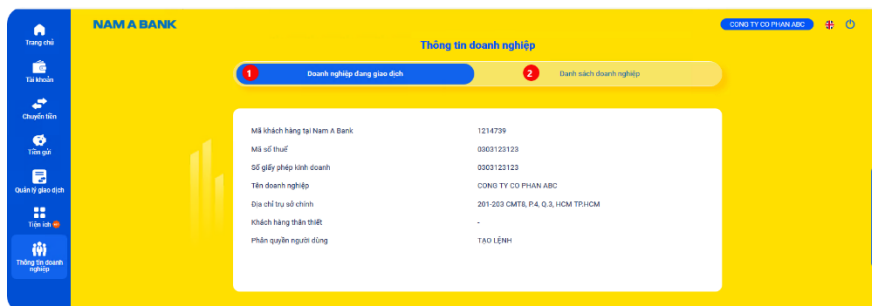 NAM A BANK
CONG TY CO PHAN ABC
Trang chủ
Tài khoản
Chuyển tiền
Tiền gửi
Quản lý giao dịch
Tiện ích
Thông tin doanh
nghiệp
Thông tin doanh nghiệp
1 Doanh nghiệp đang giao dịch
2 Danh sách doanh nghiệp
Mã khách hàng tại Nam A Bank 1214739
Mã số thuế 0303123123
Số giấy phép kinh doanh 0303123123
Tên doanh nghiệp CONG TY CO PHAN ABC
Địa chỉ trụ sở chính 201-203 CMT8, P.4, Q.3, HCM TP.HCM
Khách hàng thân thiết -
Phân quyền người dùng TẠO LỆNH